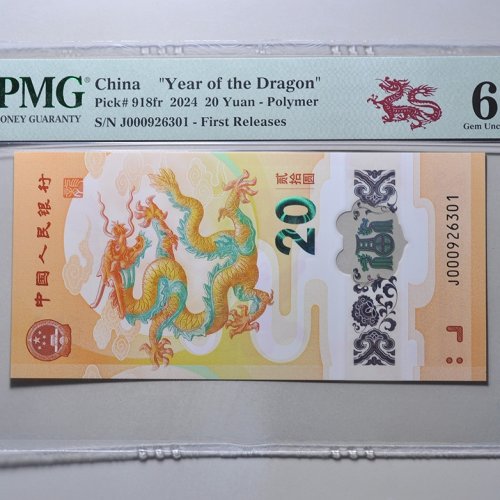 PMG
ONEY GUARANTY
China "Year of the Dragon"
Pick# 918fr 2024 20 Yuan - Polymer
S/N J000926301 - First Releases
6
Gem Unc
中国人民银行
贰拾圆
20
福
J000926301